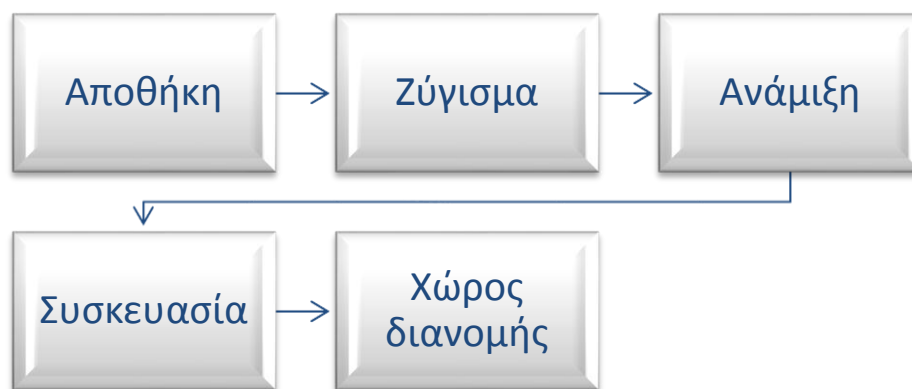 Αποθήκη
Ζύγισμα
Ανάμιξη
Συσκευασία
Χώρος
διανομής